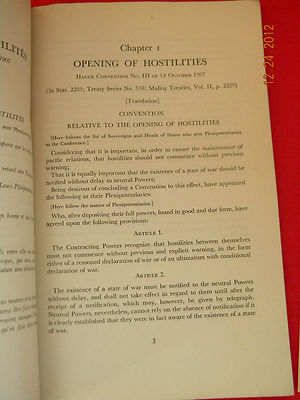 Chapter 1
OPENING OF HOSTILITIES
HAGUE CONVENTION NO. III OF 18 OCTOBER 1907
(36 Stat. 2259; Treaty Series No. 538; Malloy Treaties, Vol. II, p. 2259)
[Translation]
CONVENTION
RELATIVE TO THE OPENING OF HOSTILITIES
[Here follows the list of Sovereigns and Heads of States who sent Plenipotentiaries
to the Conference.]
Considering that it is important, in order to ensure the maintenance of
pacific relations, that hostilities should not commence without previous
warning;
That it is equally important that the existence of a state of war should be
notified without delay to neutral Powers;
Being desirous of concluding a Convention to this effect, have appointed
the following as their Plenipotentiaries:
[Here follow the names of Plenipotentiaries.]
Who, after depositing their full powers, found in good and due form, have
agreed upon the following provisions:
ARTICLE 1.
The Contracting Powers recognize that hostilities between themselves
must not commence without previous and explicit warning, in the form
either of a reasoned declaration of war or of an ultimatum with conditional
declaration of war.
ARTICLE 2.
The existence of a state of war must be notified to the neutral Powers
without delay, and shall not take effect in regard to them until after the
receipt of a notification, which may, however, be given by telegraph.
Neutral Powers, nevertheless, cannot rely on the absence of notification if it
is clearly established that they were in fact aware of the existence of a state
of war.
3
12·24·2012